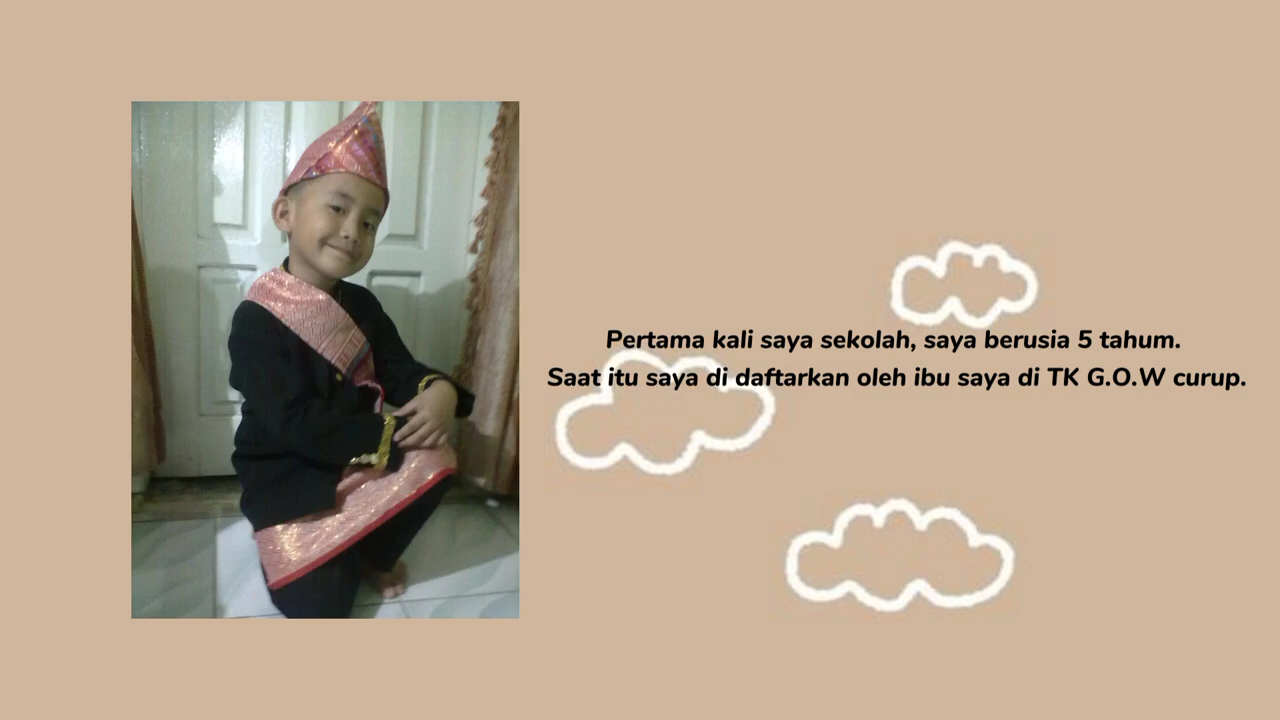 Pertama kali saya sekolah, saya berusia 5 tahum.
Saat itu saya di daftarkan oleh ibu saya di TK G.O.W curup.